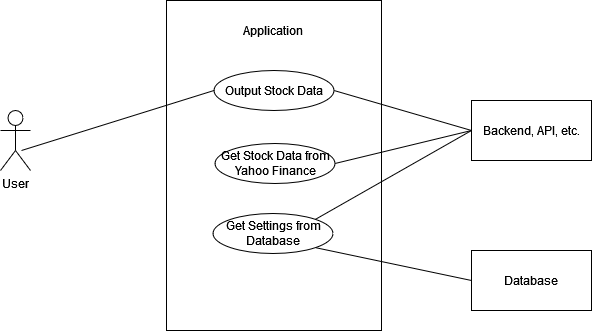 Application
Output Stock Data
Backend, API, etc.
Get Stock Data from
Yahoo Finance
User
Get Settings from
Database
Database